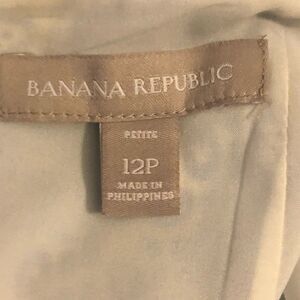 BANANA REPUBLIC
PETITE
12P
MADE IN
PHILIPPINES